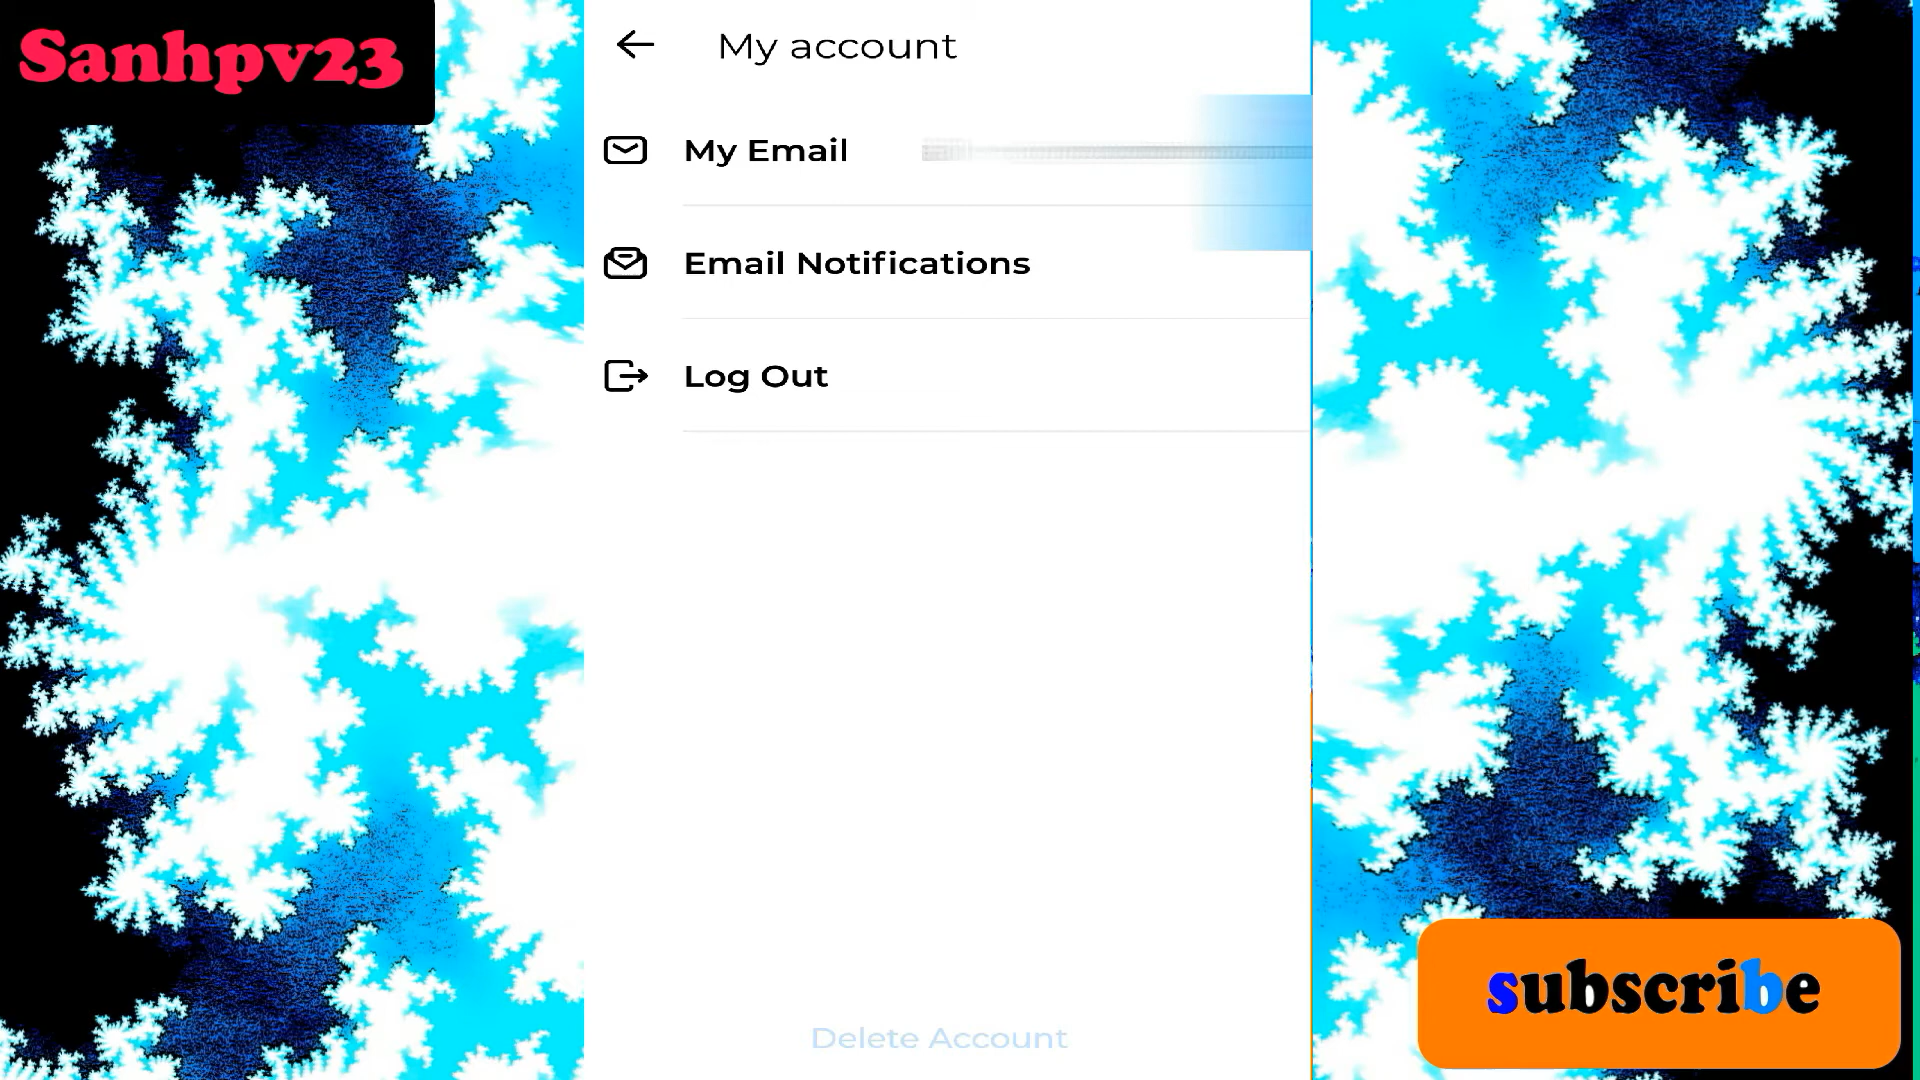 Sanhpv23
My account
My Email
Email Notifications
Log Out
Delete Account
subscribe